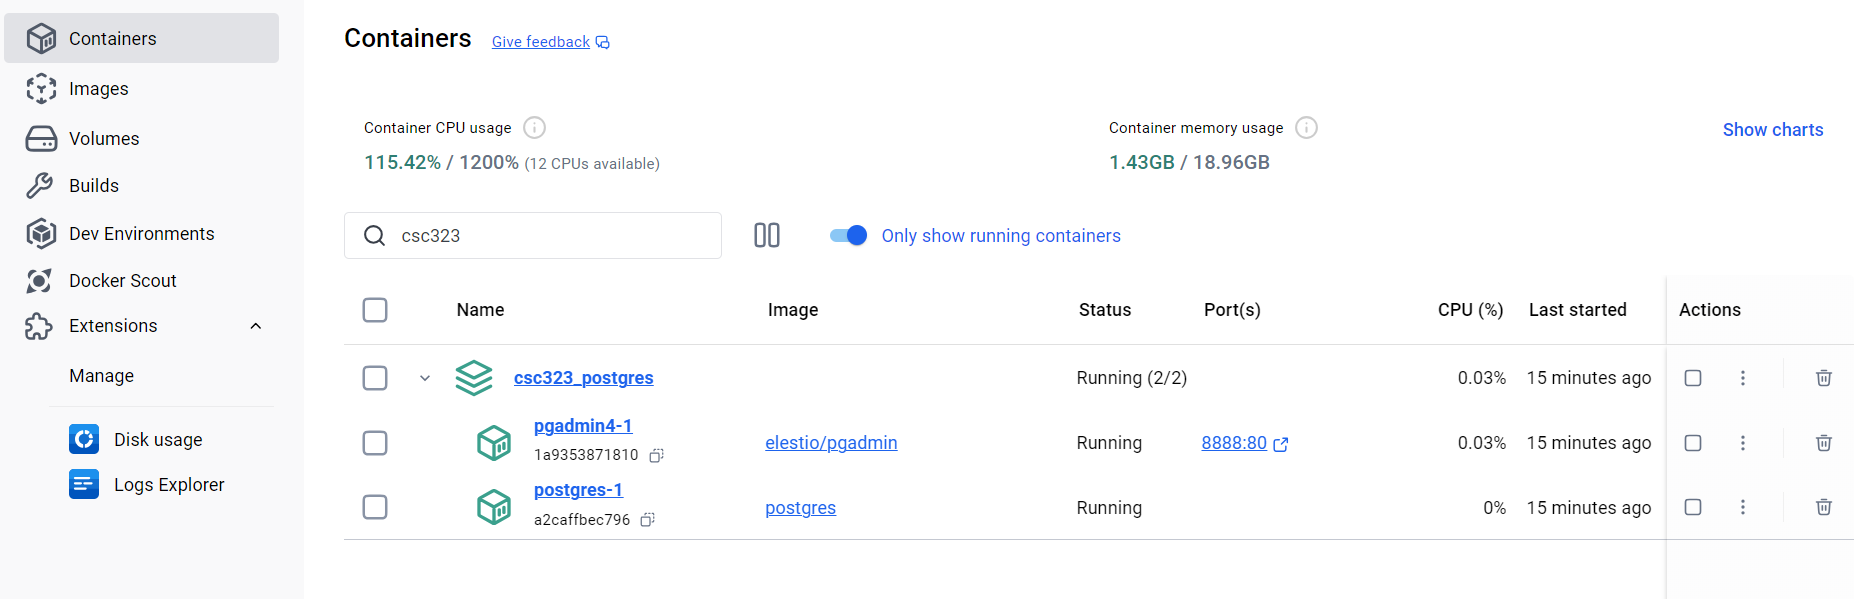 Containers
Images
Volumes
Builds
Dev Environments
Docker Scout
Extensions
Manage
Disk usage
Logs Explorer
Containers Give feedback
Container CPU usage
115.42% / 1200% (12 CPUs available)
Container memory usage
1.43GB / 18.96GB
Show charts
csc323
Only show running containers
Name Image Status Port(s) CPU (%) Last started Actions
csc323_postgres Running (2/2) 0.03% 15 minutes ago
pgadmin4-1
1a9353871810
elestio/pgadmin Running 8888:80 0.03% 15 minutes ago
postgres-1
a2caffbec796
postgres Running 0% 15 minutes ago